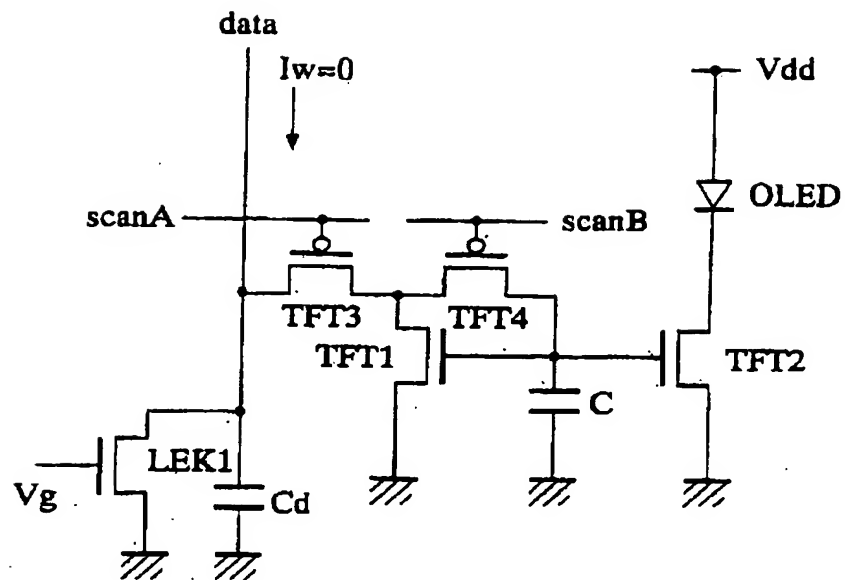 data
Iw=0
Vdd
scanA
scanB
OLED
TFT3
TFT4
TFT1
TFT2
C
LEK1
Vg
Cd